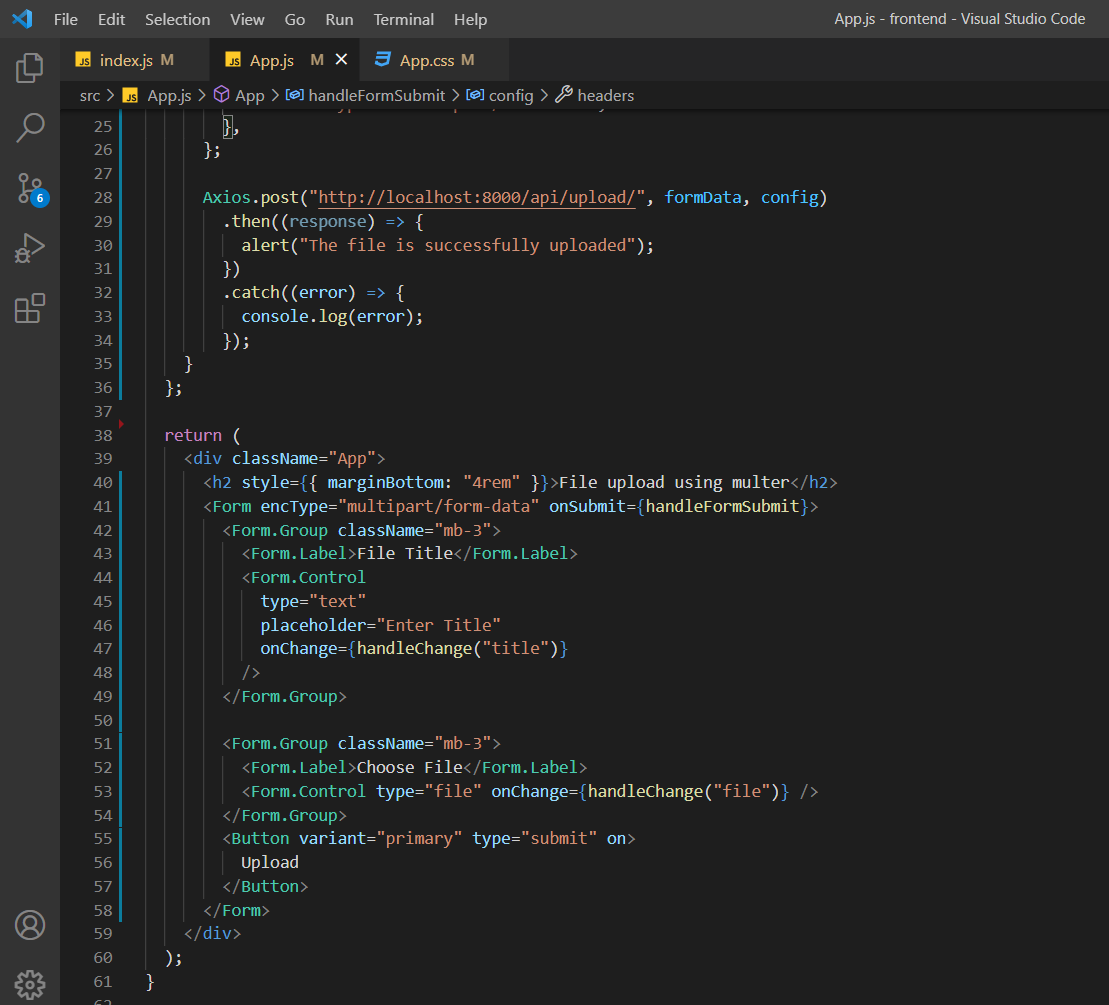 File Edit Selection View Go Run Terminal Help App.js - frontend - Visual Studio Code
JS index.js M JS App.js M App.css M
src > JS App.js > App > handleFormSubmit > config > headers
25 },
26 };
27
28 Axios.post("http://localhost:8000/api/upload/", formData, config)
29 .then((response) => {
30 alert("The file is successfully uploaded");
31 })
32 .catch((error) => {
33 console.log(error);
34 });
35 }
36 };
37
38 return (
39 <div className="App">
40 <h2 style={{ marginBottom: "4rem" }}>File upload using multer</h2>
41 <Form encType="multipart/form-data" onSubmit={handleFormSubmit}>
42 <Form.Group className="mb-3">
43 <Form.Label>File Title</Form.Label>
44 <Form.Control
45 type="text"
46 placeholder="Enter Title"
47 onChange={handleChange("title")}
48 />
49 </Form.Group>
50
51 <Form.Group className="mb-3">
52 <Form.Label>Choose File</Form.Label>
53 <Form.Control type="file" onChange={handleChange("file")} />
54 </Form.Group>
55 <Button variant="primary" type="submit" on>
56 Upload
57 </Button>
58 </Form>
59 </div>
60 );
61 }
6